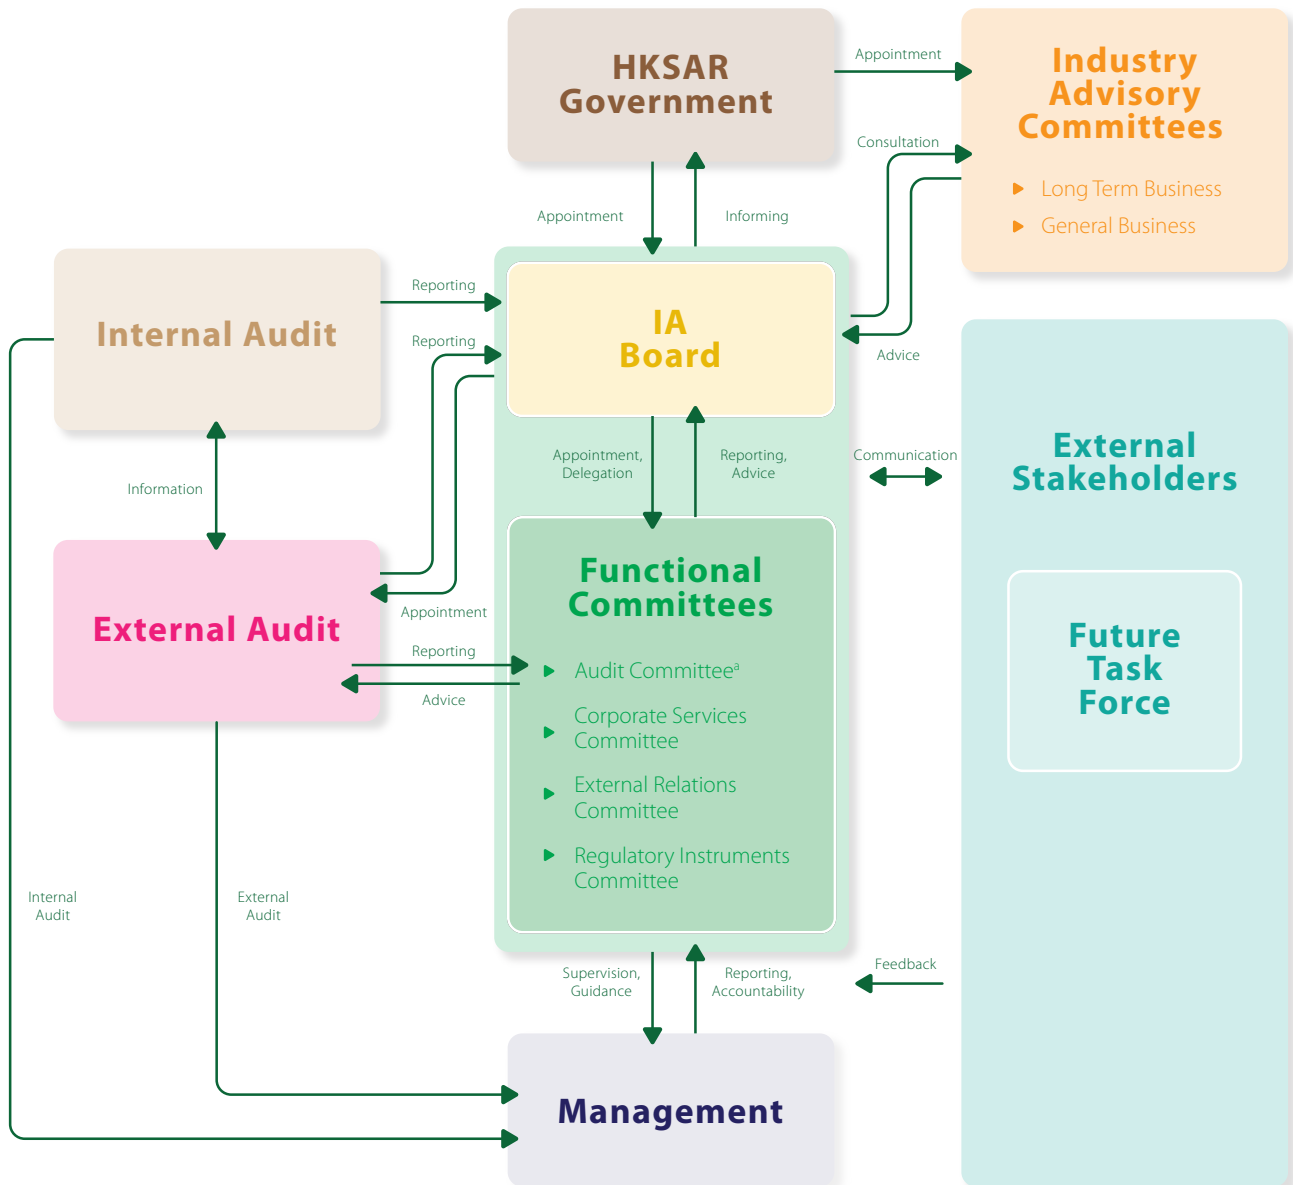 HKSAR
Government
Appointment
Industry
Advisory
Committees
Long Term Business
General Business
Consultation
Advice
Appointment
Informing
Internal Audit
Reporting
Reporting
IA
Board
Appointment,
Delegation
Reporting,
Advice
Communication
External
Stakeholders
Future
Task
Force
Information
External Audit
Appointment
Reporting
Advice
Functional
Committees
Audit Committeeᵃ
Corporate Services
Committee
External Relations
Committee
Regulatory Instruments
Committee
Internal
Audit
External
Audit
Supervision,
Guidance
Reporting,
Accountability
Feedback
Management